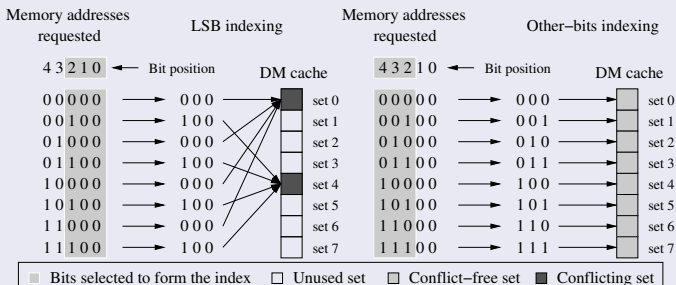 Memory addresses requested LSB indexing
4 3 2 1 0 Bit position DM cache
0 0 0 0 0 0 0 0 set 0
0 0 1 0 0 1 0 0 set 1
0 1 0 0 0 0 0 0 set 2
0 1 1 0 0 1 0 0 set 3
1 0 0 0 0 0 0 0 set 4
1 0 1 0 0 1 0 0 set 5
1 1 0 0 0 0 0 0 set 6
1 1 1 0 0 1 0 0 set 7
Memory addresses requested Other-bits indexing
4 3 2 1 0 Bit position DM cache
0 0 0 0 0 0 0 0 set 0
0 0 1 0 0 0 0 1 set 1
0 1 0 0 0 0 1 0 set 2
0 1 1 0 0 0 1 1 set 3
1 0 0 0 0 1 0 0 set 4
1 0 1 0 0 1 0 1 set 5
1 1 0 0 0 1 1 0 set 6
1 1 1 0 0 1 1 1 set 7
Bits selected to form the index Unused set Conflict-free set Conflicting set